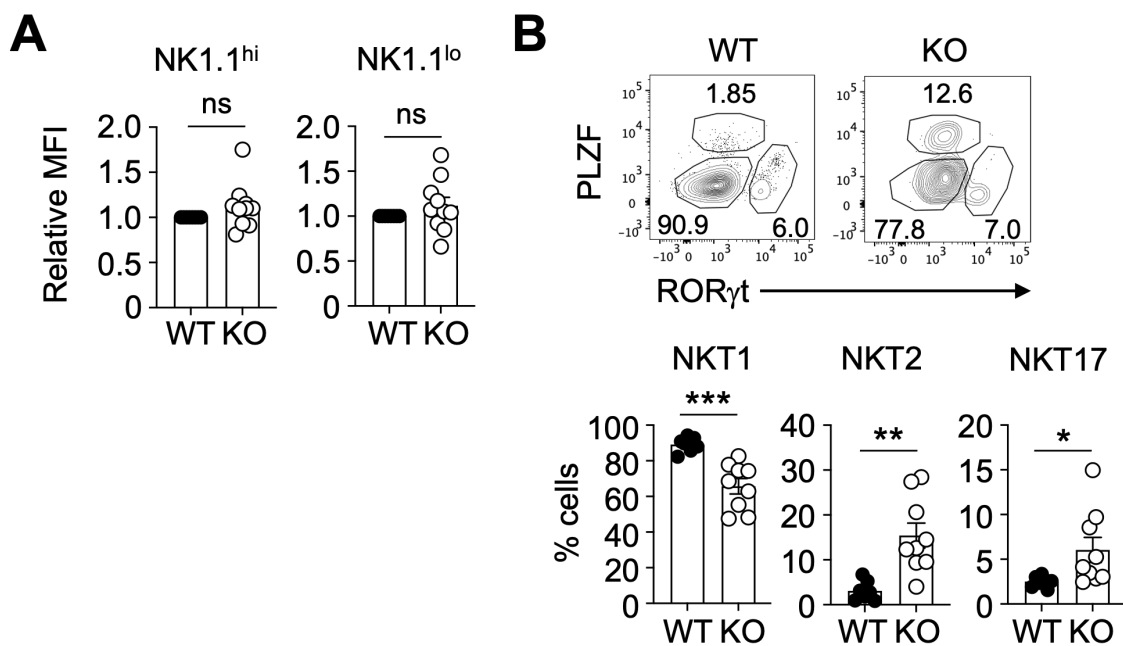 A
NK1.1hi
NK1.1lo
ns
ns
Relative MFI
2.0
1.5
1.0
0.5
0
WT KO
2.0
1.5
1.0
0.5
0
WT KO
B
WT
KO
PLZF
10⁵
10⁴
10³
0
-10³
1.85
90.9
6.0
-10³ 0 10³ 10⁴ 10⁵
10⁵
10⁴
10³
0
-10³
12.6
77.8
7.0
-10³ 0 10³ 10⁴ 10⁵
RORγt
NKT1
NKT2
NKT17
% cells
***
100
80
60
40
20
0
WT KO
**
40
30
20
10
0
WT KO
*
20
15
10
5
0
WT KO